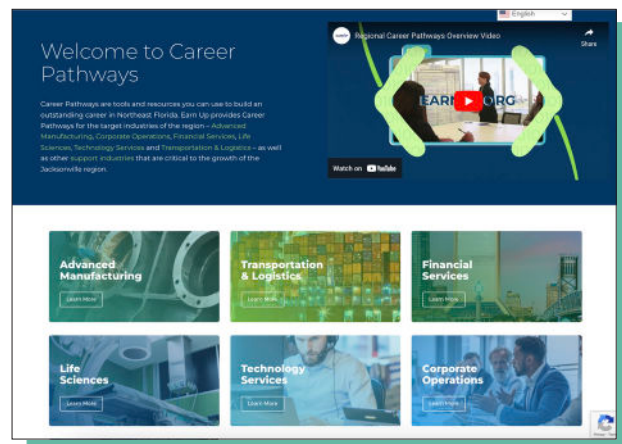 English
Welcome to Career
Pathways
Career Pathways are tools and resources you can use to build an
outstanding career in Northeast Florida. Earn Up provides Career
Pathways for the target industries of the region – Advanced
Manufacturing, Corporate Operations, Financial Services, Life
Sciences, Technology Services and Transportation & Logistics – as well
as other support industries that are critical to the growth of the
Jacksonville region.
Regional Career Pathways Overview Video
Share
EARN ORG
Watch on YouTube
Advanced
Manufacturing
Learn More
Transportation
& Logistics
Learn More
Financial
Services
Learn More
Life
Sciences
Learn More
Technology
Services
Learn More
Corporate
Operations
Learn More